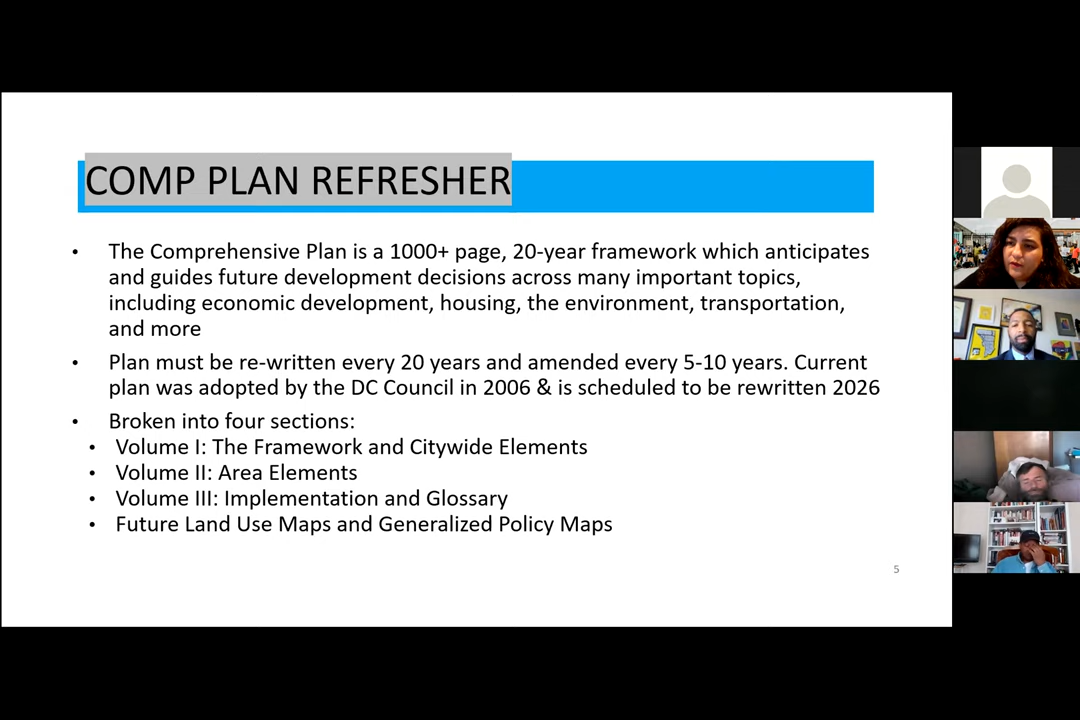 COMP PLAN REFRESHER
• The Comprehensive Plan is a 1000+ page, 20-year framework which anticipates
and guides future development decisions across many important topics,
including economic development, housing, the environment, transportation,
and more
• Plan must be re-written every 20 years and amended every 5-10 years. Current
plan was adopted by the DC Council in 2006 & is scheduled to be rewritten 2026
• Broken into four sections:
• Volume I: The Framework and Citywide Elements
• Volume II: Area Elements
• Volume III: Implementation and Glossary
• Future Land Use Maps and Generalized Policy Maps
5